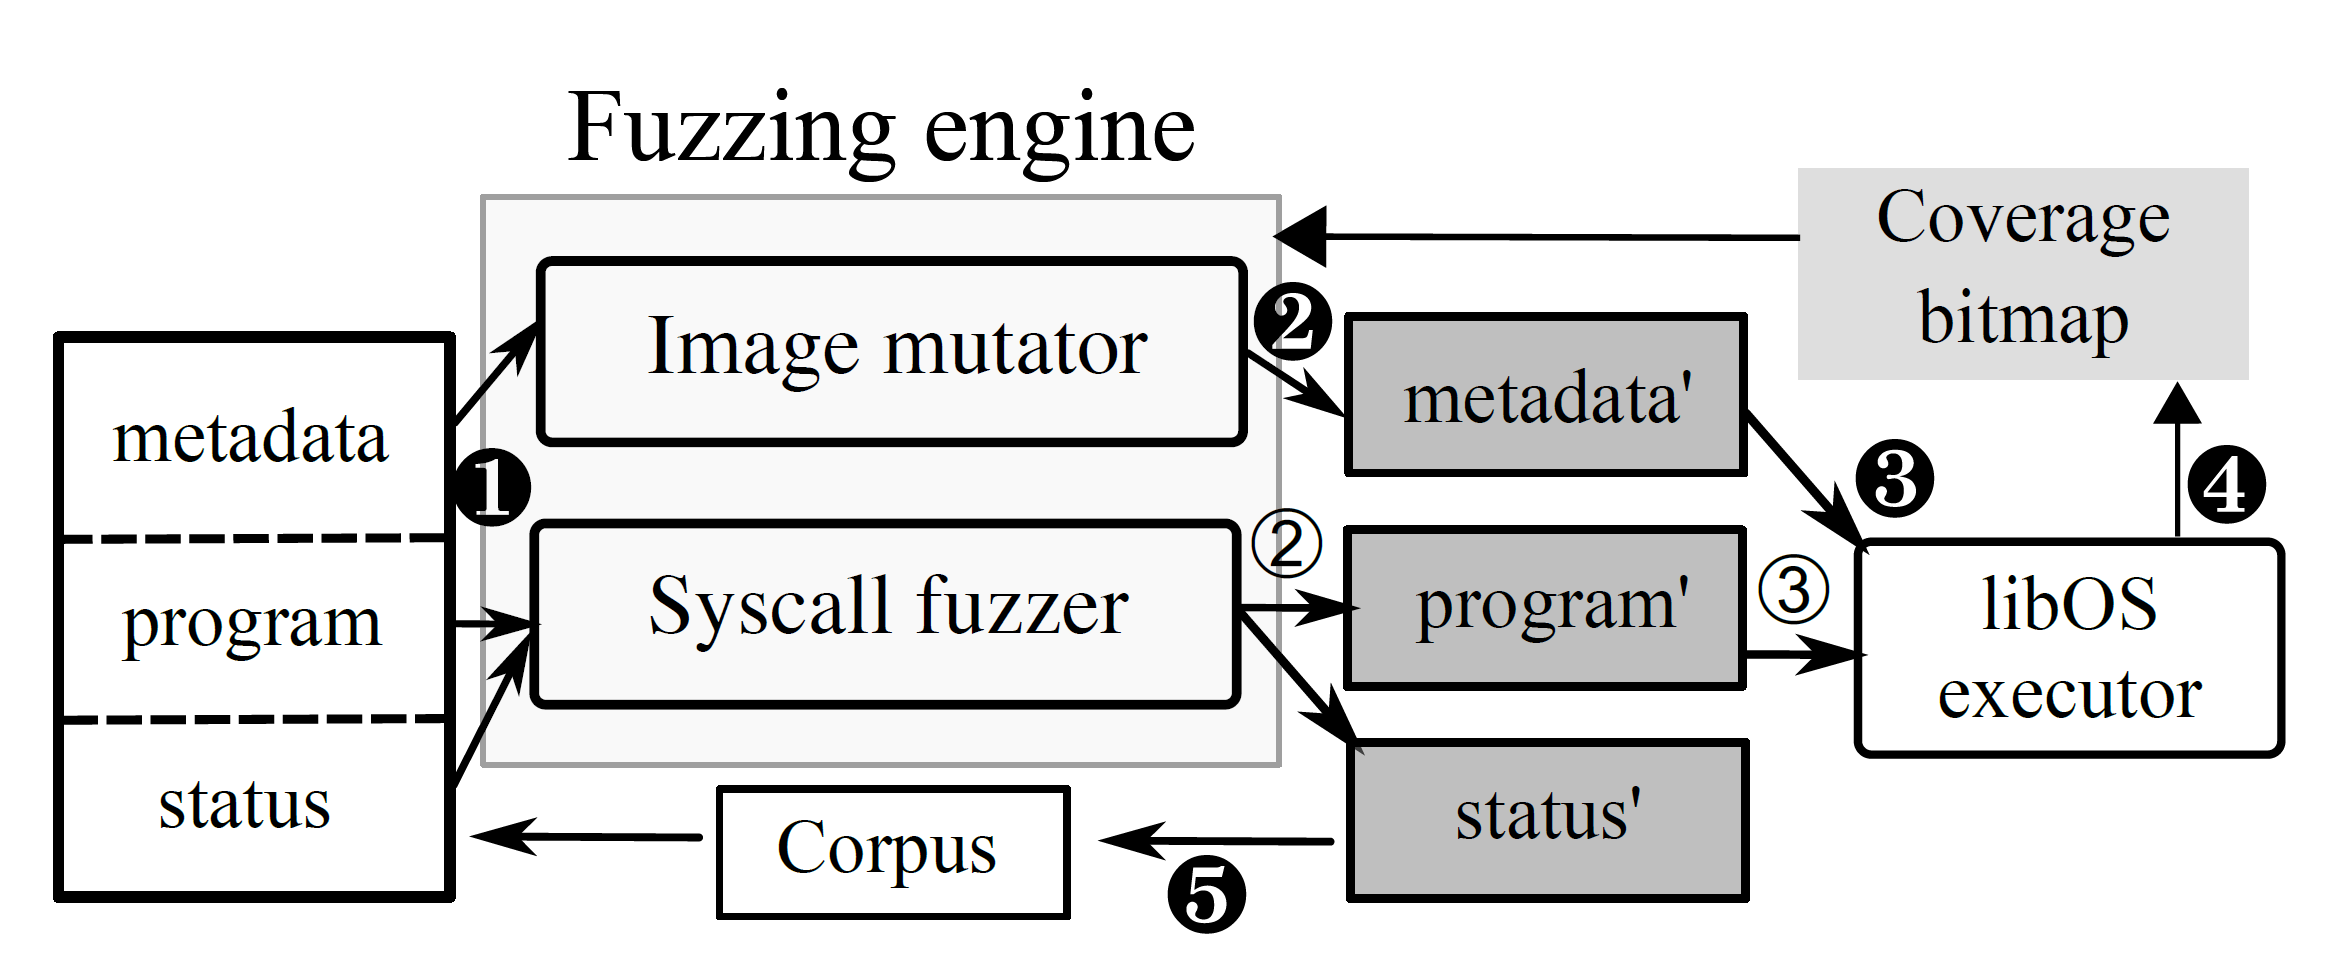 Fuzzing engine
Coverage
bitmap
Image mutator
❷
metadata'
metadata
❶
❸
❹
②
Syscall fuzzer
program'
③
libOS
executor
program
status
status'
Corpus
❺